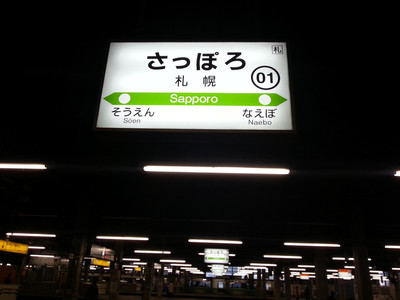 札
さっぽろ
札幌
01
Sapporo
そうえん なえぼ
Sōen Naebo